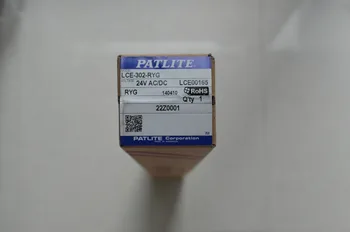 PATLITE
LCE-302-RYG
24V AC/DC LCE00155
RYG 140410 RoHS
Q'ty 1
22Z0001
PATLITE Corporation